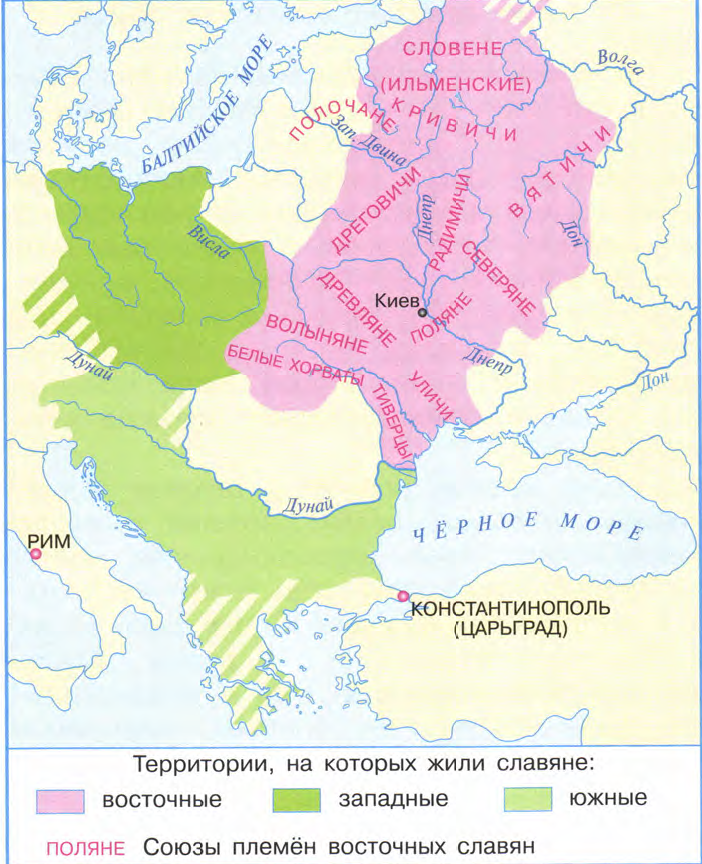 СЛОВЕНЕ
(ИЛЬМЕНСКИЕ)
Волга
БАЛТИЙСКОЕ МОРЕ
ПОЛОЧАНЕ
КРИВИЧИ
Зап. Двина
ВЯТИЧИ
ДРЕГОВИЧИ
Днепр
РАДИМИЧИ
Дон
Висла
СЕВЕРЯНЕ
ДРЕВЛЯНЕ
Киев
ПОЛЯНЕ
ВОЛЫНЯНЕ
БЕЛЫЕ ХОРВАТЫ
Дунай
Днепр
УЛИЧИ
ТИВЕРЦЫ
Дон
Дунай
ЧЁРНОЕ МОРЕ
РИМ
КОНСТАНТИНОПОЛЬ
(ЦАРЬГРАД)
Территории, на которых жили славяне:
восточные западные южные
ПОЛЯНЕ Союзы племён восточных славян